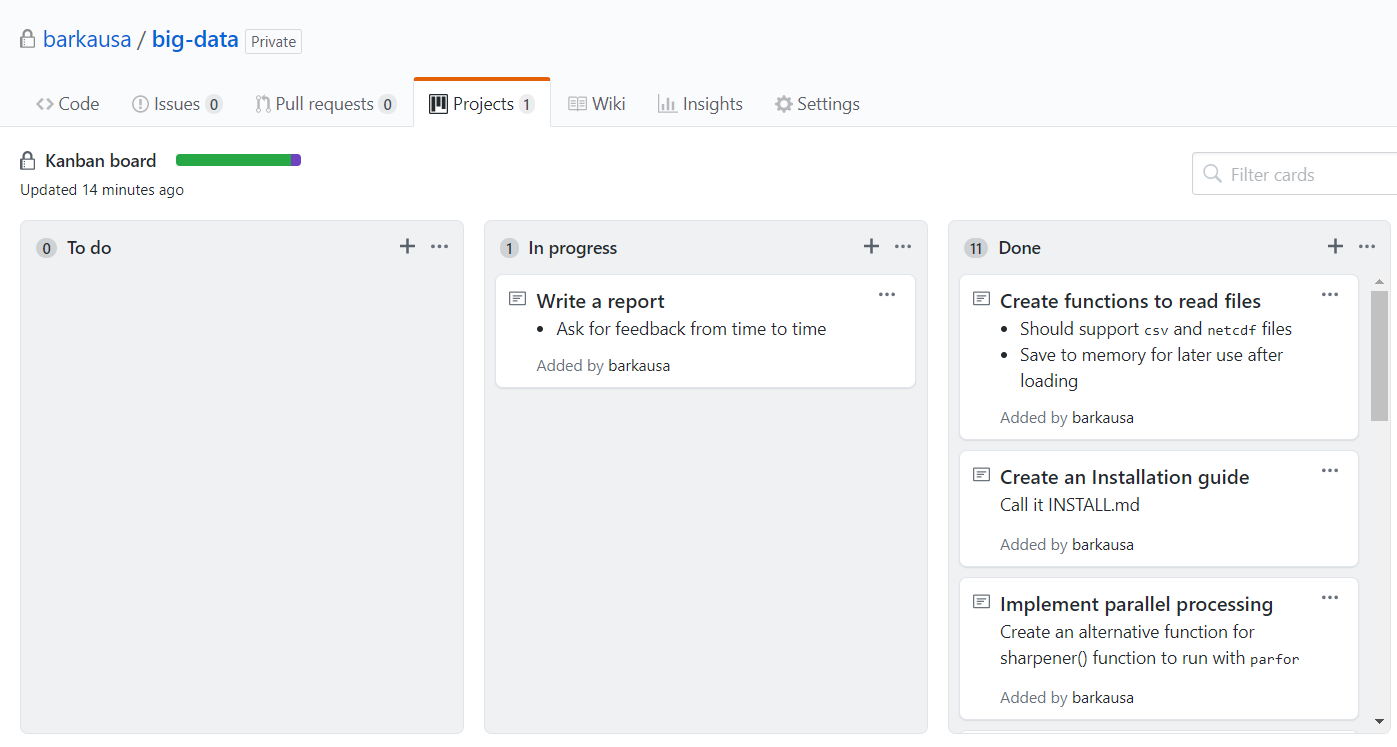 barkausa / big-data Private
Code Issues 0 Pull requests 0 Projects 1 Wiki Insights Settings
Kanban board
Updated 14 minutes ago
Filter cards
0 To do
1 In progress
Write a report
Ask for feedback from time to time
Added by barkausa
11 Done
Create functions to read files
Should support csv and netcdf files
Save to memory for later use after
loading
Added by barkausa
Create an Installation guide
Call it INSTALL.md
Added by barkausa
Implement parallel processing
Create an alternative function for
sharpener() function to run with parfor
Added by barkausa